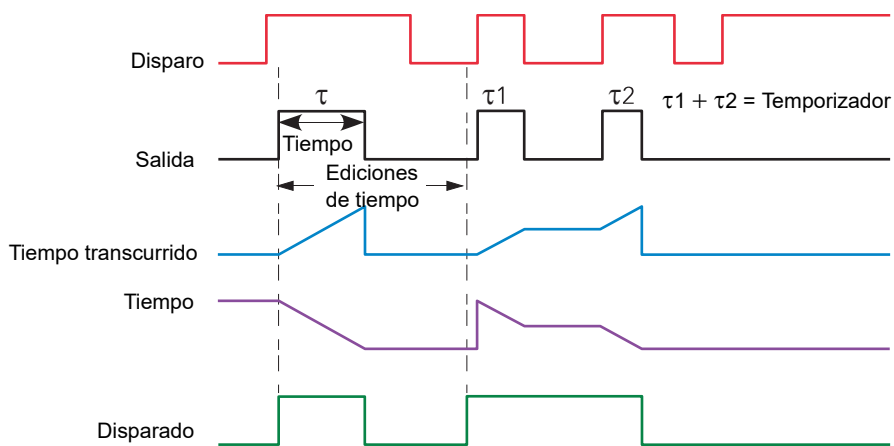 Disparo
τ
τ1
τ2
τ1 + τ2 = Temporizador
Tiempo
Salida
Ediciones
de tiempo
Tiempo transcurrido
Tiempo
Disparado